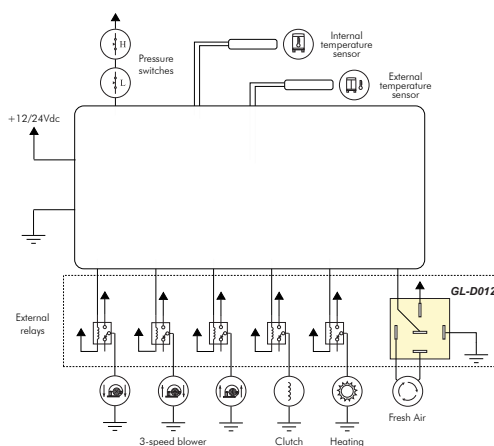 H
Pressure
switches
L
Internal
temperature
sensor
External
temperature
sensor
+12/24Vdc
GL-D012
External
relays
3-speed blower
Clutch
Heating
Fresh Air